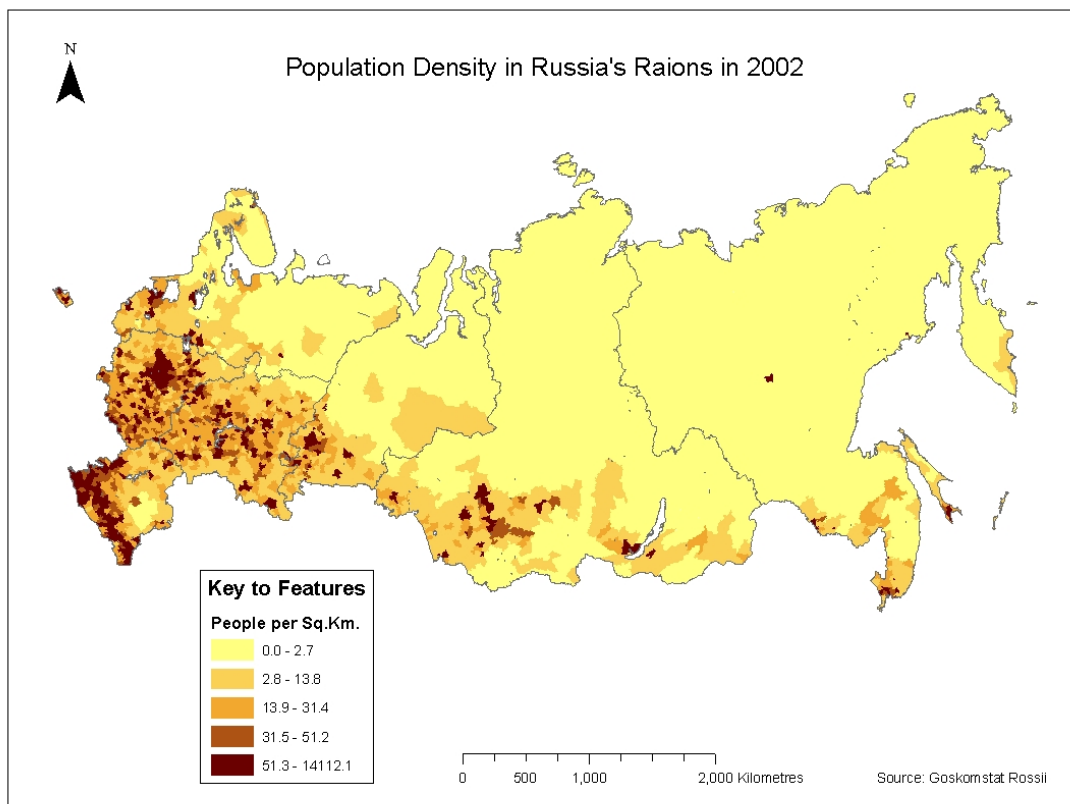 N
Population Density in Russia's Raions in 2002
Key to Features
People per Sq.Km.
0.0 - 2.7
2.8 - 13.8
13.9 - 31.4
31.5 - 51.2
51.3 - 14112.1
0 500 1,000 2,000 Kilometres
Source: Goskomstat Rossii